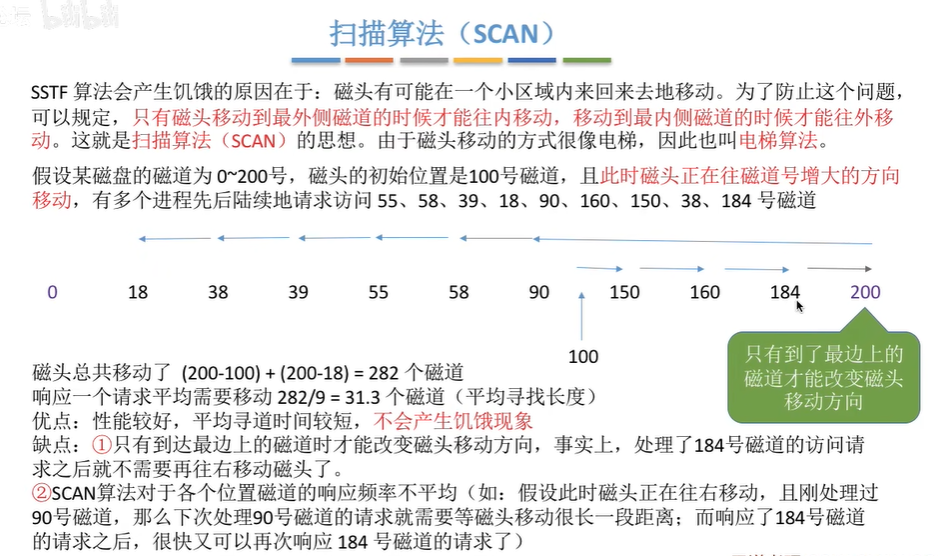 扫描算法（SCAN）
SSTF 算法会产生饥饿的原因在于：磁头有可能在一个小区域内来回来去地移动。为了防止这个问题，
可以规定，只有磁头移动到最外侧磁道的时候才能往内移动，移动到最内侧磁道的时候才能往外移
动。这就是扫描算法（SCAN）的思想。由于磁头移动的方式很像电梯，因此也叫电梯算法。
假设某磁盘的磁道为 0~200号，磁头的初始位置是100号磁道，且此时磁头正在往磁道号增大的方向
移动，有多个进程先后陆续地请求访问 55、58、39、18、90、160、150、38、184 号磁道
0 18 38 39 55 58 90 150 160 184 200
100
只有到了最边上的
磁道才能改变磁头
移动方向
磁头总共移动了 (200-100) + (200-18) = 282 个磁道
响应一个请求平均需要移动 282/9 = 31.3 个磁道（平均寻找长度）
优点：性能较好，平均寻道时间较短，不会产生饥饿现象
缺点：①只有到达最边上的磁道时才能改变磁头移动方向，事实上，处理了184号磁道的访问请
求之后就不需要再往右移动磁头了。
②SCAN算法对于各个位置磁道的响应频率不平均（如：假设此时磁头正在往右移动，且刚处理过
90号磁道，那么下次处理90号磁道的请求就需要等磁头移动很长一段距离；而响应了184号磁道
的请求之后，很快又可以再次响应 184 号磁道的请求了）